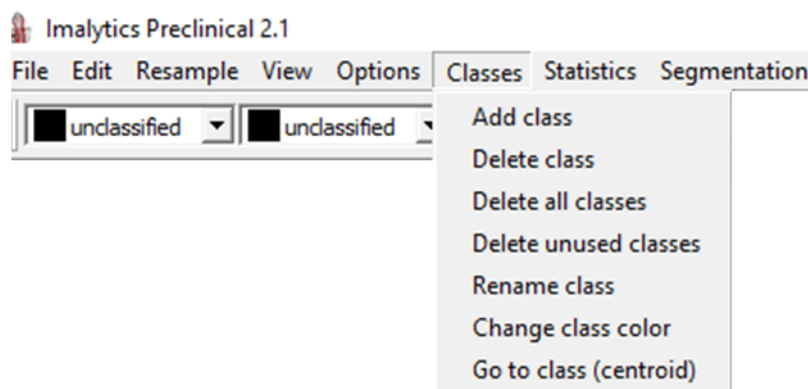 Imalytics Preclinical 2.1
File Edit Resample View Options Classes Statistics Segmentation
unclassified unclassified
Add class
Delete class
Delete all classes
Delete unused classes
Rename class
Change class color
Go to class (centroid)